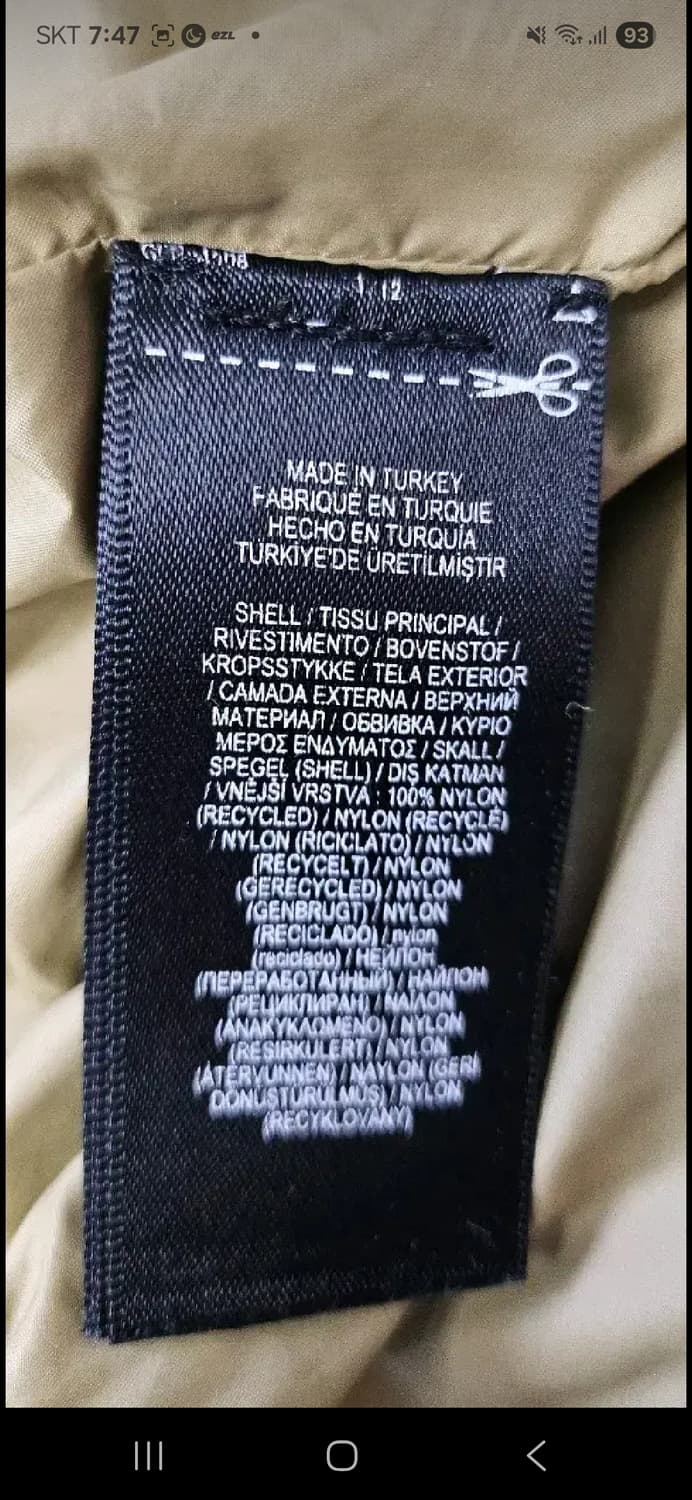 SKT 7:47 ezL
93
1 12
MADE IN TURKEY
FABRIQUÉ EN TURQUIE
HECHO EN TURQUÍA
TÜRKİYE'DE ÜRETİLMİŞTİR
SHELL / TISSU PRINCIPAL /
RIVESTIMENTO / BOVENSTOF /
KROPSSTYKKE / TELA EXTERIOR
/ CAMADA EXTERNA / ВЕРХНИЙ
МАТЕРИАЛ / ОБВИВКА / ΚΥΡΙΟ
ΜΕΡΟΣ ΕΝΔΥΜΑΤΟΣ / SKALL /
SPEGEL (SHELL) / DIŞ KATMAN
/ VNĚJŠÍ VRSTVA : 100% NYLON
(RECYCLED) / NYLON (RECYCLÉ)
/ NYLON (RICICLATO) / NYLON
(RECYCELT) / NYLON
(GERECYCLED) / NYLON
(GENBRUGT) / NYLON
(RECICLADO) / nylon
(reciclado) / НЕЙЛОН
(ПЕРЕРАБОТАННЫЙ) / НАЙЛОН
(РЕЦИКЛИРАН) / ΝΑΪΛΟΝ
(ΑΝΑΚΥΚΛΩΜΕΝΟ) / NYLON
(RESIRKULERT) / NYLON
(ÅTERVUNNEN) / NAYLON (GERİ
DÖNÜŞTÜRÜLMÜŞ) / NYLON
(RECYKLOVANÝ)